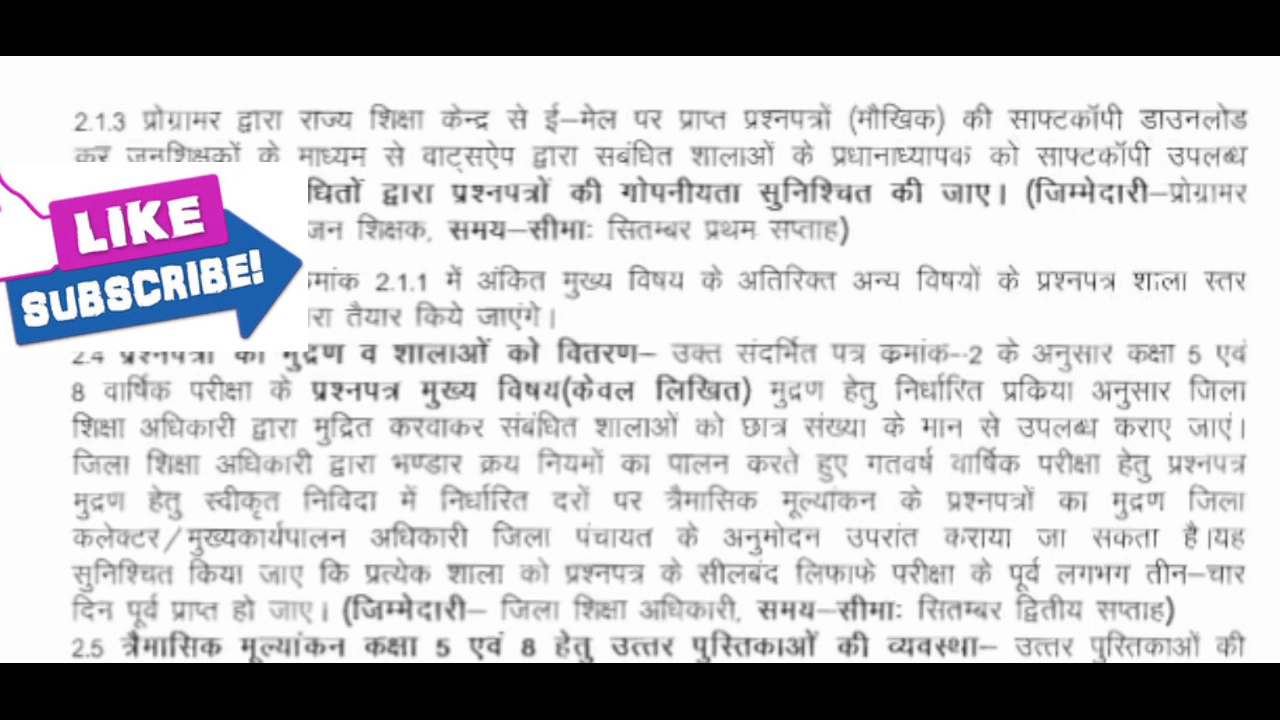 2.1.3 प्रोग्रामर द्वारा राज्य शिक्षा केन्द्र से ई–मेल पर प्राप्त प्रश्नपत्रों (मौखिक) की साफ्टकॉपी डाउनलोड
कर जनशिक्षकों के माध्यम से वाट्सऐप द्वारा सबंधित शालाओं के प्रधानाध्यापक को साफ्टकॉपी उपलब्ध
धितों द्वारा प्रश्नपत्रों की गोपनीयता सुनिश्चित की जाए। (जिम्मेदारी–प्रोग्रामर
जन शिक्षक, समय–सीमाः सितम्बर प्रथम सप्ताह)
LIKE
SUBSCRIBE!
मांक 2.1.1 में अंकित मुख्य विषय के अतिरिक्त अन्य विषयों के प्रश्नपत्र शाला स्तर
रा तैयार किये जाएंगे।
2.4 प्रश्नपत्रों का मुद्रण व शालाओं को वितरण– उक्त संदर्भित पत्र क्रमांक–2 के अनुसार कक्षा 5 एवं
8 वार्षिक परीक्षा के प्रश्नपत्र मुख्य विषय(केवल लिखित) मुद्रण हेतु निर्धारित प्रकिया अनुसार जिला
शिक्षा अधिकारी द्वारा मुद्रित करवाकर संबंधित शालाओं को छात्र संख्या के मान से उपलब्ध कराए जाएं।
जिला शिक्षा अधिकारी द्वारा भण्डार क्रय नियमों का पालन करते हुए गतवर्ष वार्षिक परीक्षा हेतु प्रश्नपत्र
मुद्रण हेतु स्वीकृत निविदा में निर्धारित दरों पर त्रैमासिक मूल्यांकन के प्रश्नपत्रों का मुद्रण जिला
कलेक्टर/मुख्यकार्यपालन अधिकारी जिला पंचायत के अनुमोदन उपरांत कराया जा सकता है।यह
सुनिश्चित किया जाए कि प्रत्येक शाला को प्रश्नपत्र के सीलबंद लिफाफे परीक्षा के पूर्व लगभग तीन–चार
दिन पूर्व प्राप्त हो जाए। (जिम्मेदारी– जिला शिक्षा अधिकारी, समय–सीमाः सितम्बर द्वितीय सप्ताह)
2.5 त्रैमासिक मूल्यांकन कक्षा 5 एवं 8 हेतु उत्तर पुस्तिकाओं की व्यवस्था– उत्तर पुस्तिकाओं की